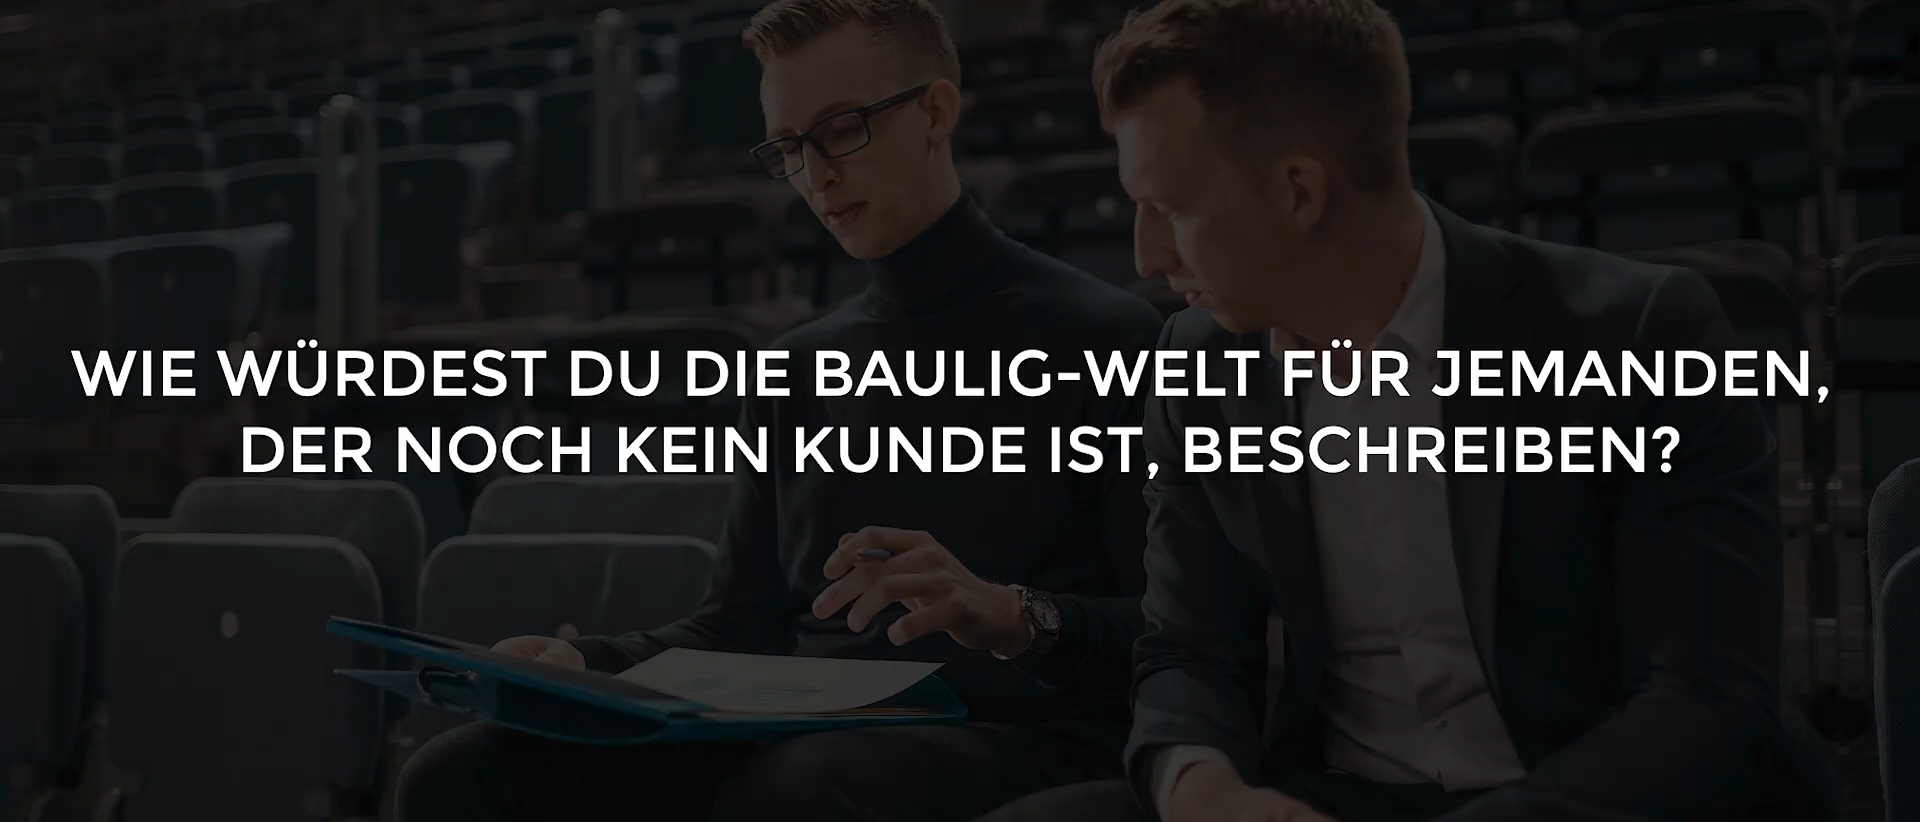 WIE WÜRDEST DU DIE BAULIG-WELT FÜR JEMANDEN,
DER NOCH KEIN KUNDE IST, BESCHREIBEN?